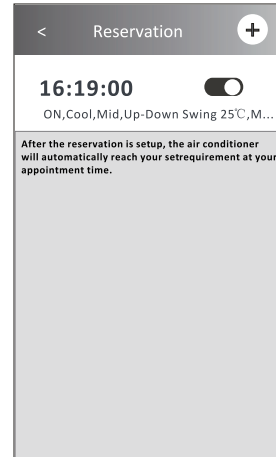 < Reservation +
16:19:00
ON,Cool,Mid,Up-Down Swing 25℃,M...
After the reservation is setup, the air conditioner
will automatically reach your setrequirement at your
appointment time.